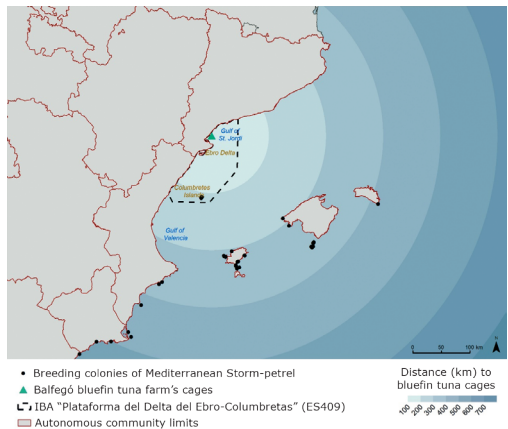 Gulf of
St. Jordi
Ebro Delta
Columbretes
Islands
Gulf of
Valencia
0 50 100 km
N
Breeding colonies of Mediterranean Storm-petrel
Balfegó bluefin tuna farm's cages
IBA "Plataforma del Delta del Ebro-Columbretas" (ES409)
Autonomous community limits
Distance (km) to
bluefin tuna cages
100 200 300 400 500 600 700